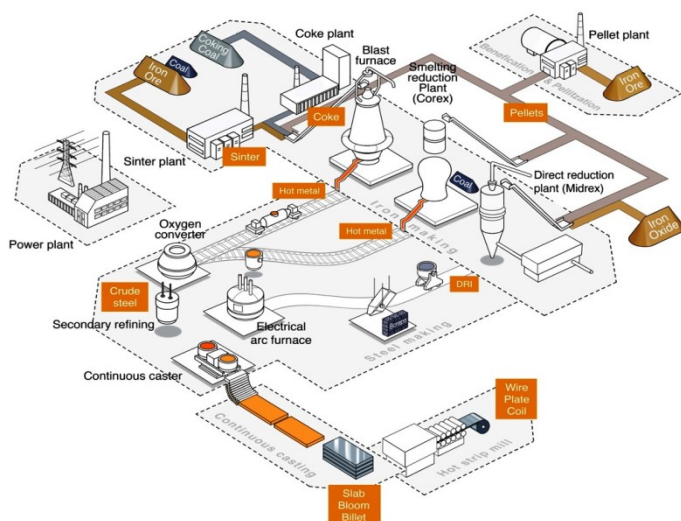 Coke plant
Pellet plant
Coking
Coal
Blast
furnace
Iron
Ore
Coal
Smelting
reduction
Plant
(Corex)
Benefication
& Pellitization
Iron
Ore
Coke
Pellets
Sinter plant
Sinter
Direct reduction
plant (Midrex)
Coal
Hot metal
Iron making
Oxygen
converter
Hot metal
Iron
Oxide
Power plant
Crude
steel
DRI
Secondary refining
Electrical
arc furnace
Steel making
Continuous caster
Wire
Plate
Coil
Continuous casting
Hot strip mill
Slab
Bloom
Billet